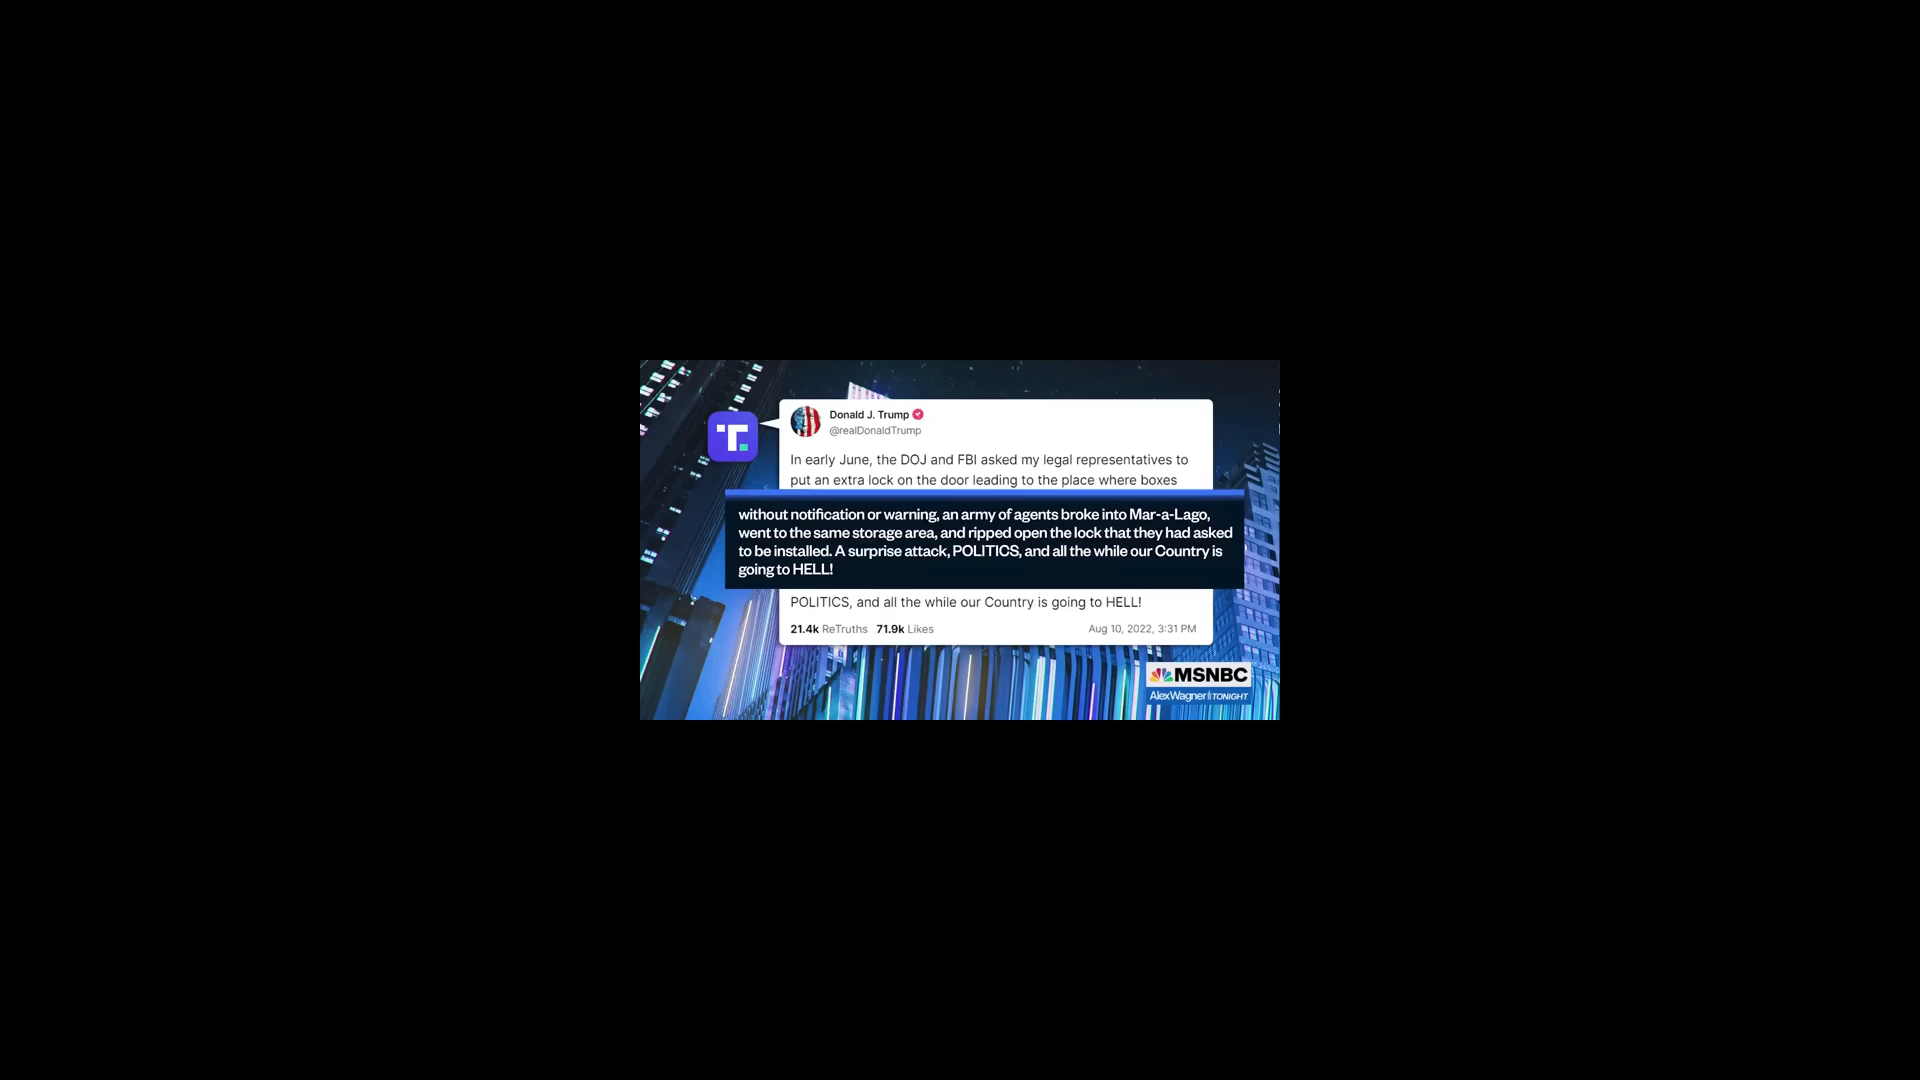 Donald J. Trump
@realDonaldTrump
In early June, the DOJ and FBI asked my legal representatives to
put an extra lock on the door leading to the place where boxes
without notification or warning, an army of agents broke into Mar-a-Lago,
went to the same storage area, and ripped open the lock that they had asked
to be installed. A surprise attack, POLITICS, and all the while our Country is
going to HELL!
POLITICS, and all the while our Country is going to HELL!
21.4k ReTruths 71.9k Likes Aug 10, 2022, 3:31 PM
MSNBC
AlexWagner TONIGHT